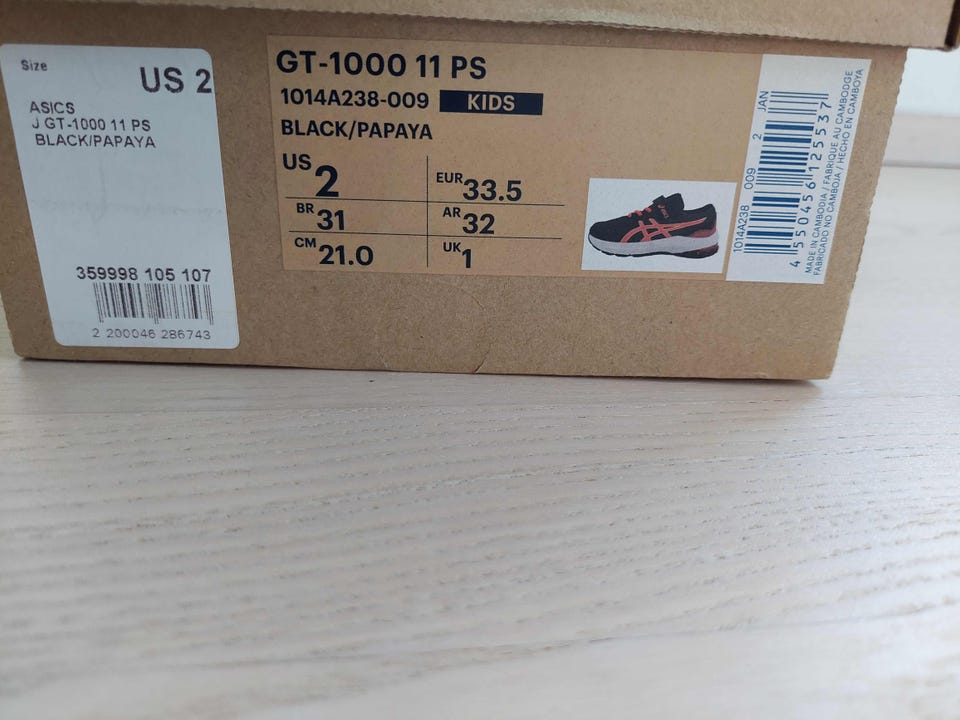 Size
US 2
ASICS
J GT-1000 11 PS
BLACK/PAPAYA
359998 105 107
2 200046 286743
GT-1000 11 PS
1014A238-009 KIDS
BLACK/PAPAYA
US 2
EUR 33.5
BR 31
AR 32
CM 21.0
UK 1
1014A238 009 2 JAN
4 550456 125537
MADE IN CAMBODIA / FABRIQUE AU CAMBODGE
FABRICADO NO CAMBOJA / HECHO EN CAMBOYA